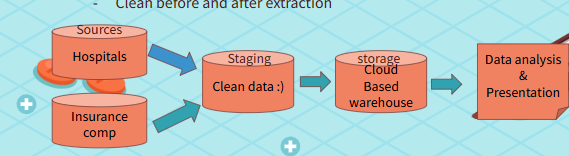 - Clean before and after extraction
Sources
Hospitals
Insurance
comp
Staging
Clean data :)
storage
Cloud
Based
warehouse
Data analysis
&
Presentation